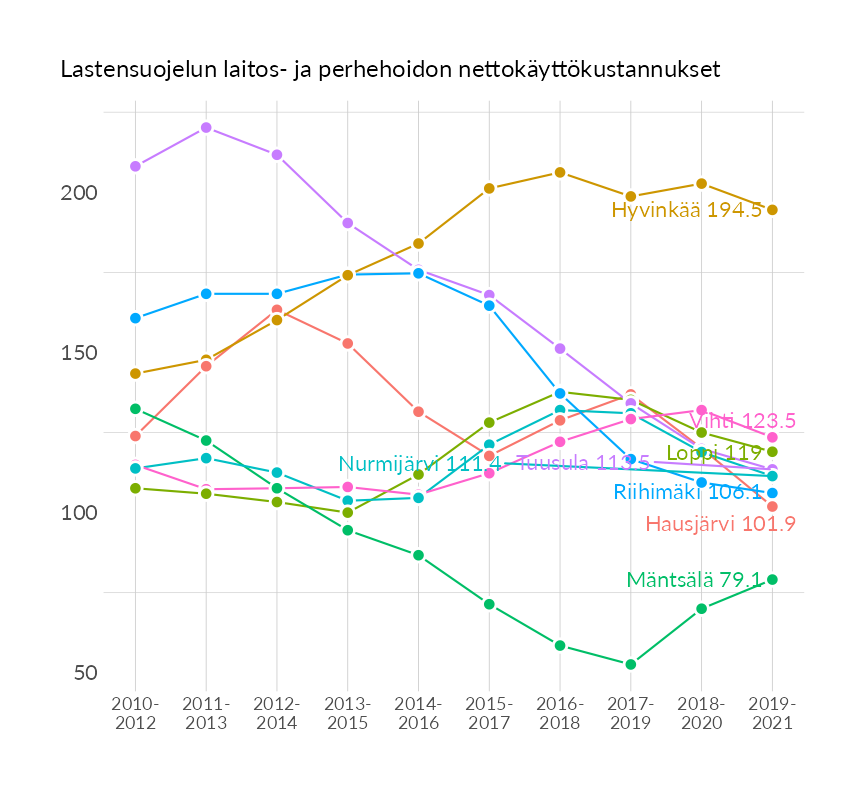 Lastensuojelun laitos- ja perhehoidon nettokäyttökustannukset
200
150
100
50
Hyvinkää 194.5
Vihti 123.5
Loppi 119
Nurmijärvi 111.4
Tuusula 113.5
Riihimäki 106.1
Hausjärvi 101.9
Mäntsälä 79.1
2010-
2012
2011-
2013
2012-
2014
2013-
2015
2014-
2016
2015-
2017
2016-
2018
2017-
2019
2018-
2020
2019-
2021